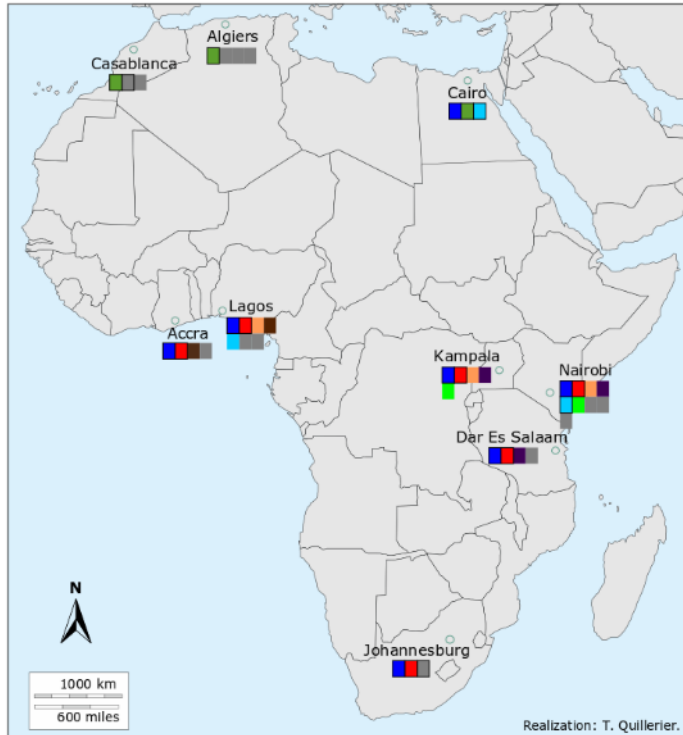 Algiers
Casablanca
Cairo
Lagos
Accra
Kampala
Nairobi
Dar Es Salaam
Johannesburg
N
1000 km
600 miles
Realization: T. Quillerier.